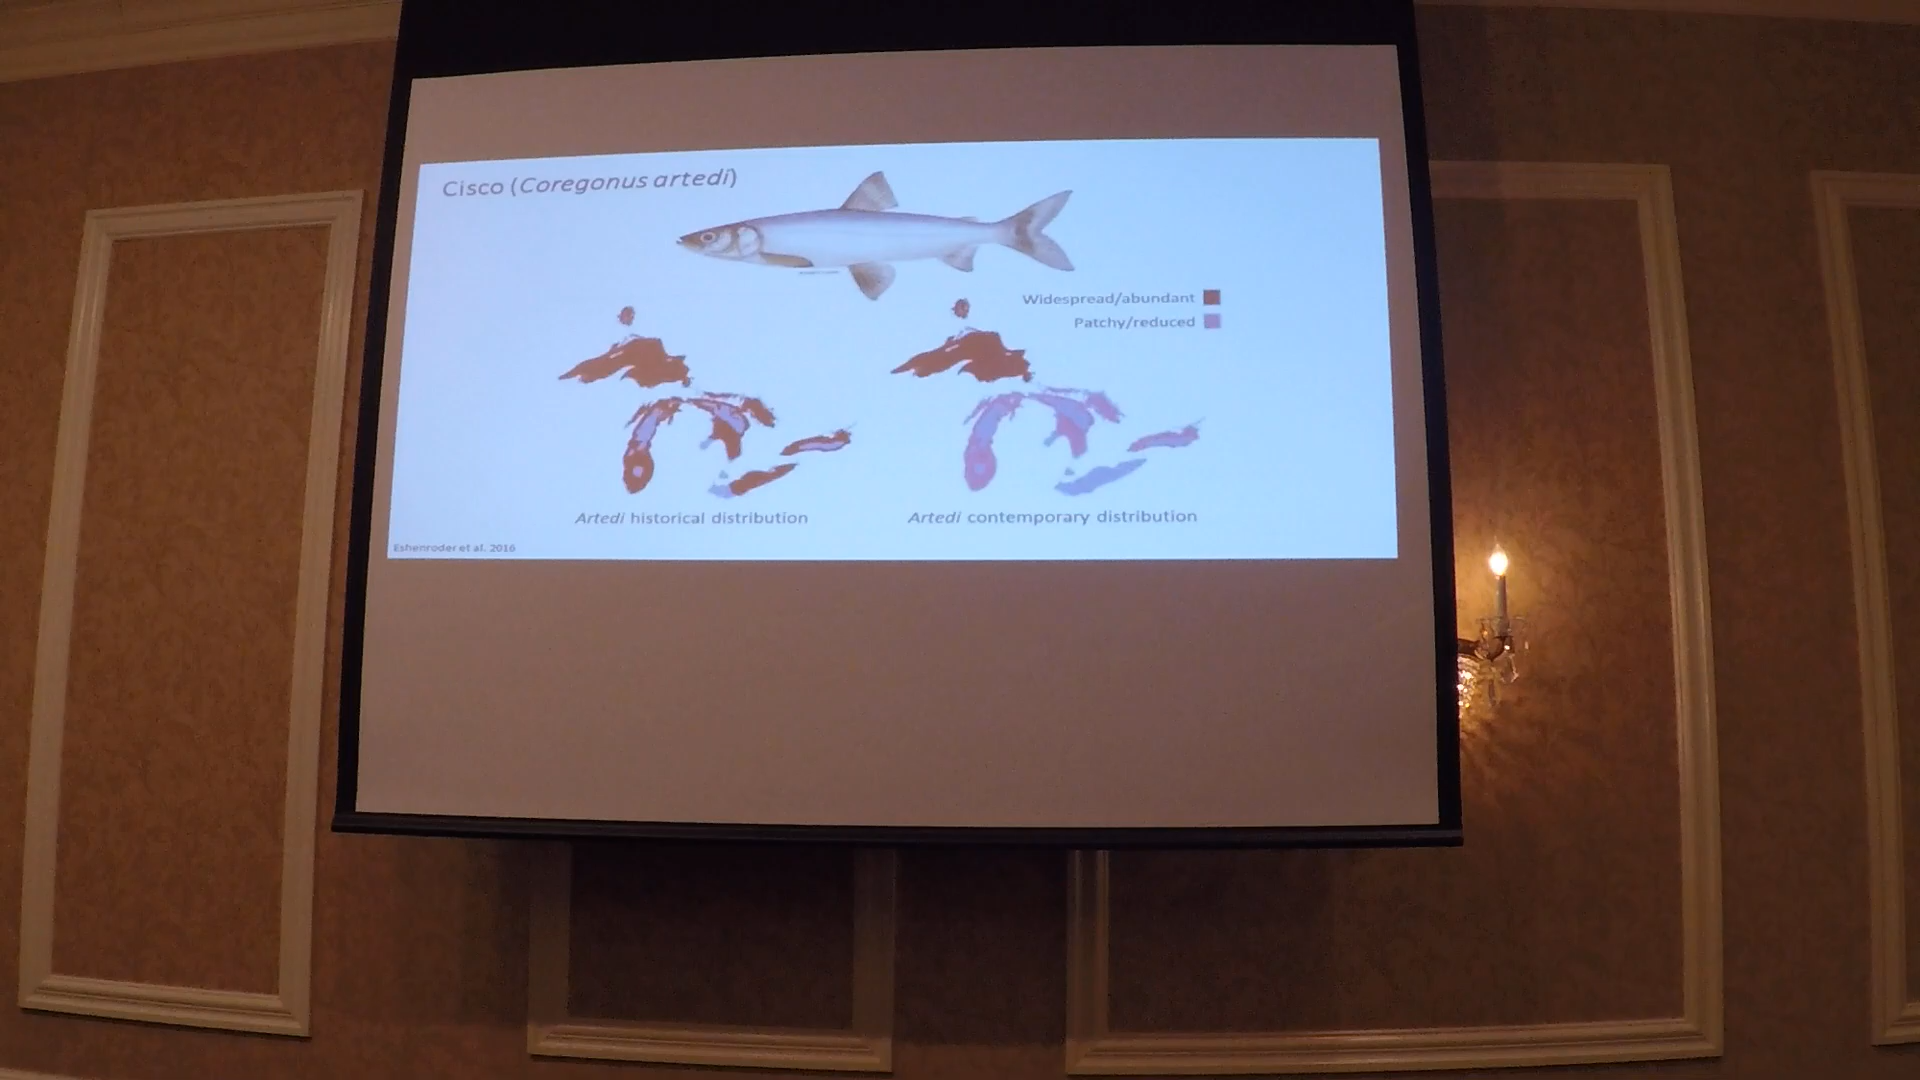 Cisco (Coregonus artedi)
Widespread/abundant
Patchy/reduced
Artedi historical distribution
Artedi contemporary distribution
Eshenroder et al. 2016